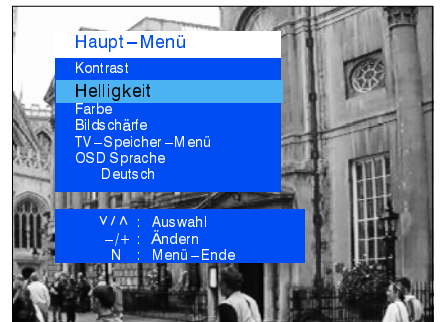 Haupt–Menü
Kontrast
Helligkeit
Farbe
Bildschärfe
TV–Speicher–Menü
OSD Sprache
Deutsch
∨/∧ : Auswahl
–/+ : Ändern
N : Menü–Ende